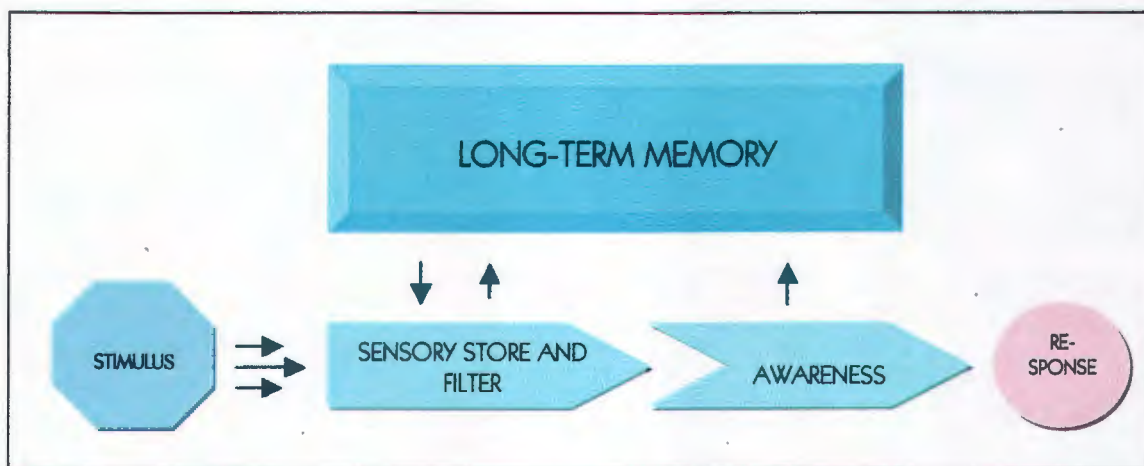 LONG-TERM MEMORY
STIMULUS
SENSORY STORE AND
FILTER
AWARENESS
RE-
SPONSE